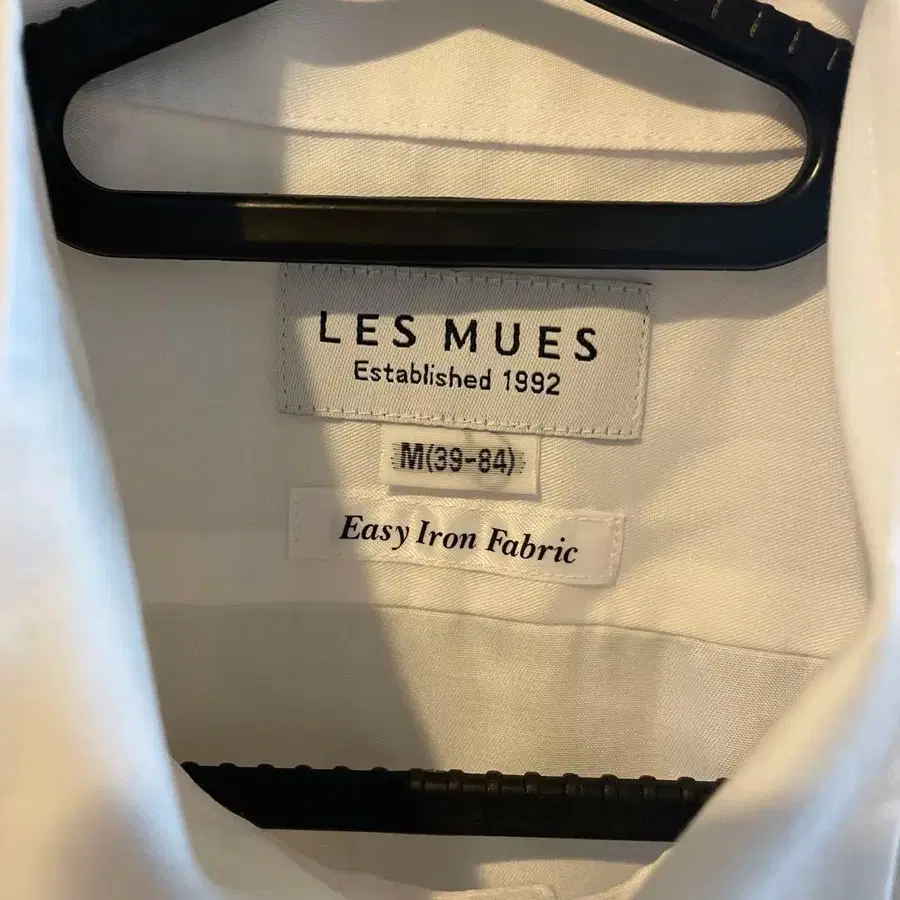 LES MUES
Established 1992
M(39-84)
Easy Iron Fabric